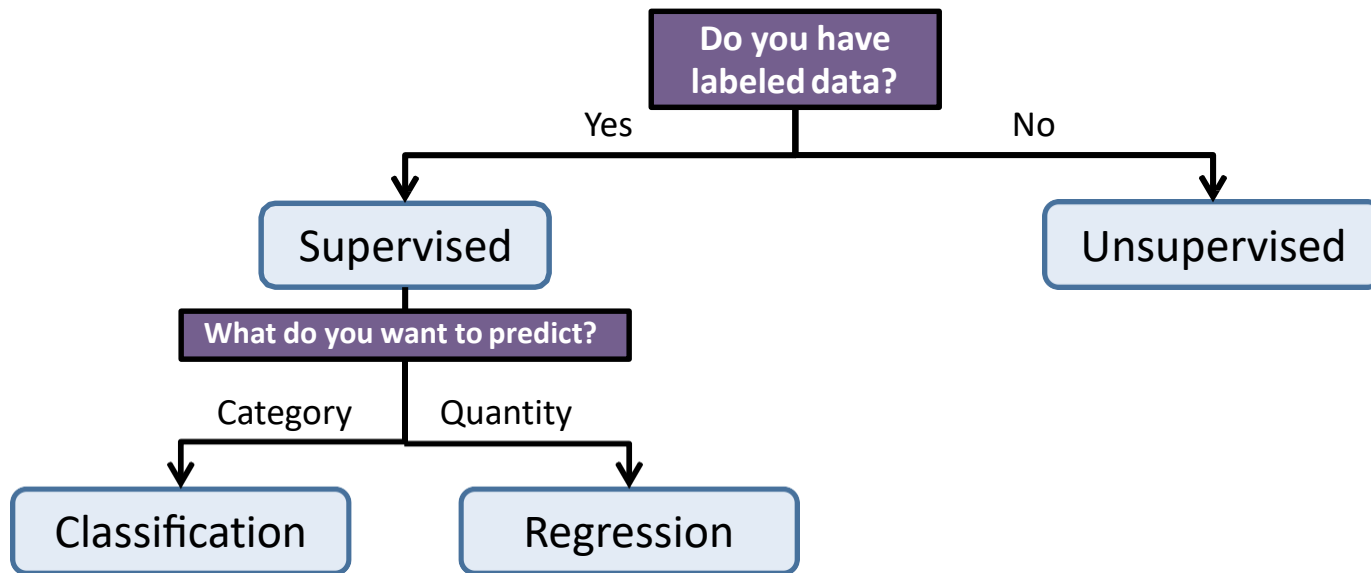 Do you have
labeled data?
Yes
No
Supervised
Unsupervised
What do you want to predict?
Category
Quantity
Classification
Regression